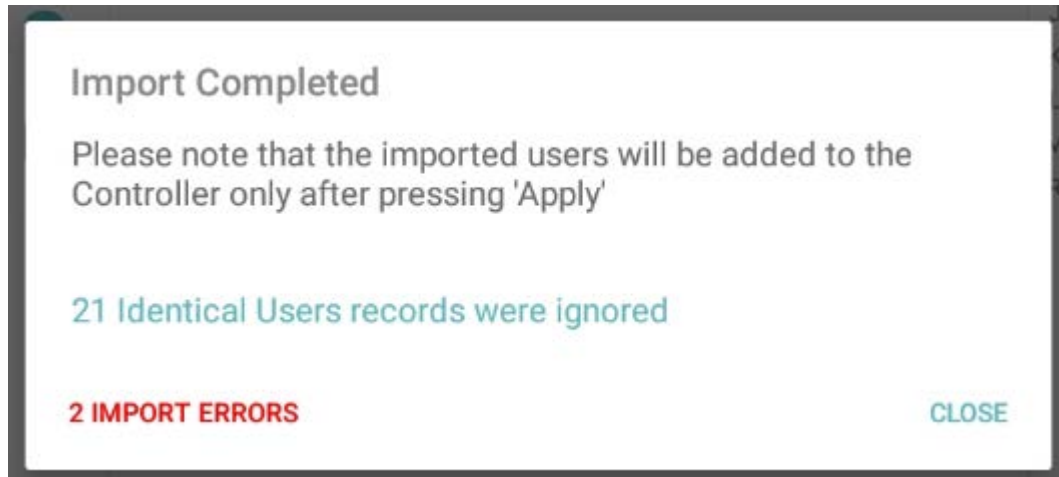 Import Completed
Please note that the imported users will be added to the
Controller only after pressing 'Apply'
21 Identical Users records were ignored
2 IMPORT ERRORS
CLOSE